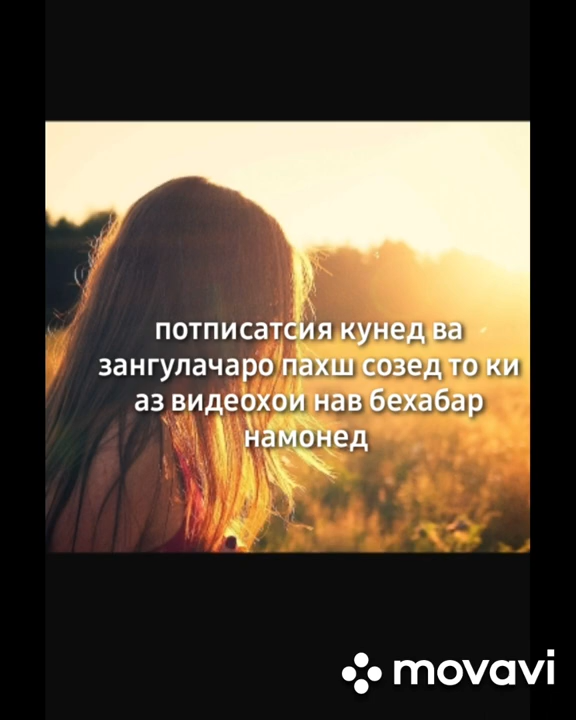 потписатсия кунед ва
зангулачаро пахш созед то ки
аз видеохои нав бехабар
намонед
movavi